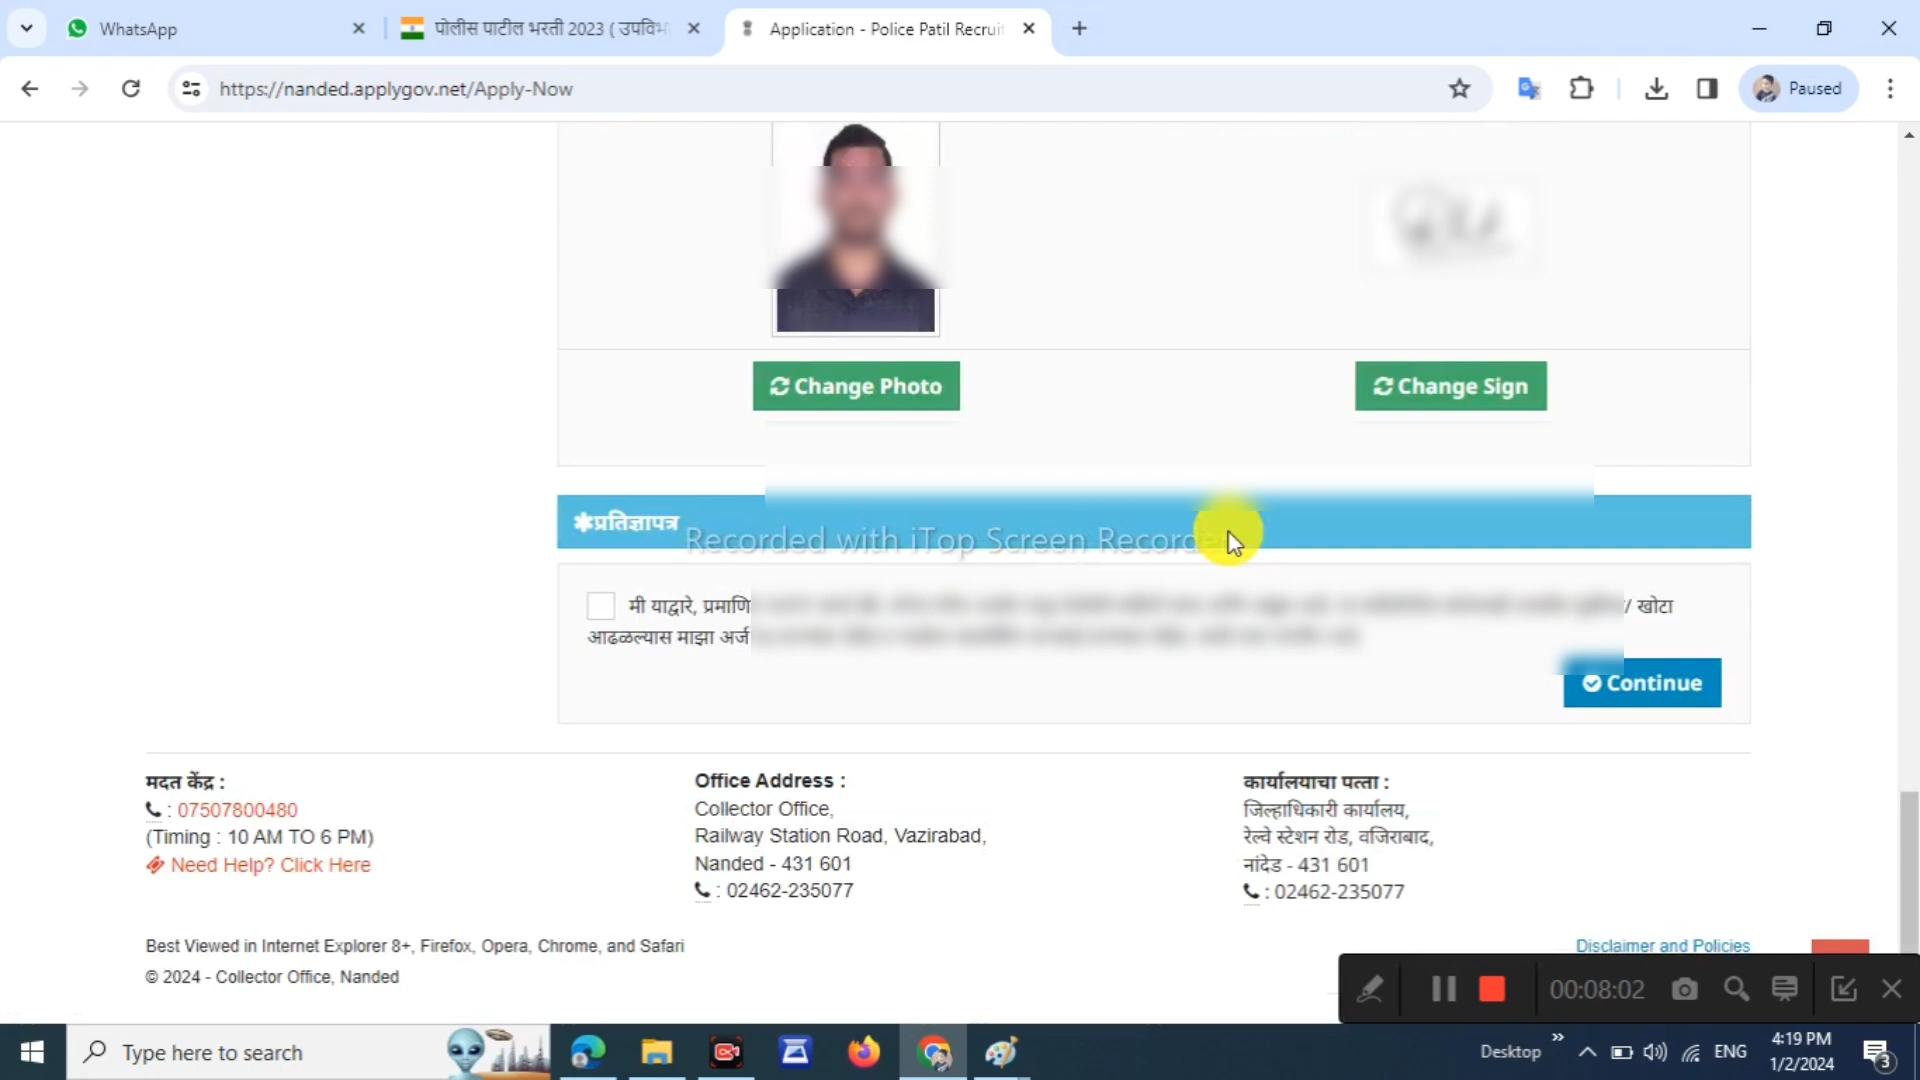 WhatsApp
पोलीस पाटील भरती 2023 ( उपविभ
Application - Police Patil Recruit
https://nanded.applygov.net/Apply-Now
Paused
Change Photo
Change Sign
✱प्रतिज्ञापत्र
Recorded with iTop Screen Recorder
मी याद्वारे, प्रमाणि
/ खोटा
आढळल्यास माझा अर्ज
Continue
मदत केंद्र :
: 07507800480
(Timing : 10 AM TO 6 PM)
Need Help? Click Here
Office Address :
Collector Office,
Railway Station Road, Vazirabad,
Nanded - 431 601
: 02462-235077
कार्यालयाचा पत्ता :
जिल्हाधिकारी कार्यालय,
रेल्वे स्टेशन रोड, वजिराबाद,
नांदेड - 431 601
: 02462-235077
Best Viewed in Internet Explorer 8+, Firefox, Opera, Chrome, and Safari
© 2024 - Collector Office, Nanded
Disclaimer and Policies
00:08:02
Type here to search
Desktop
ENG
4:19 PM
1/2/2024
3